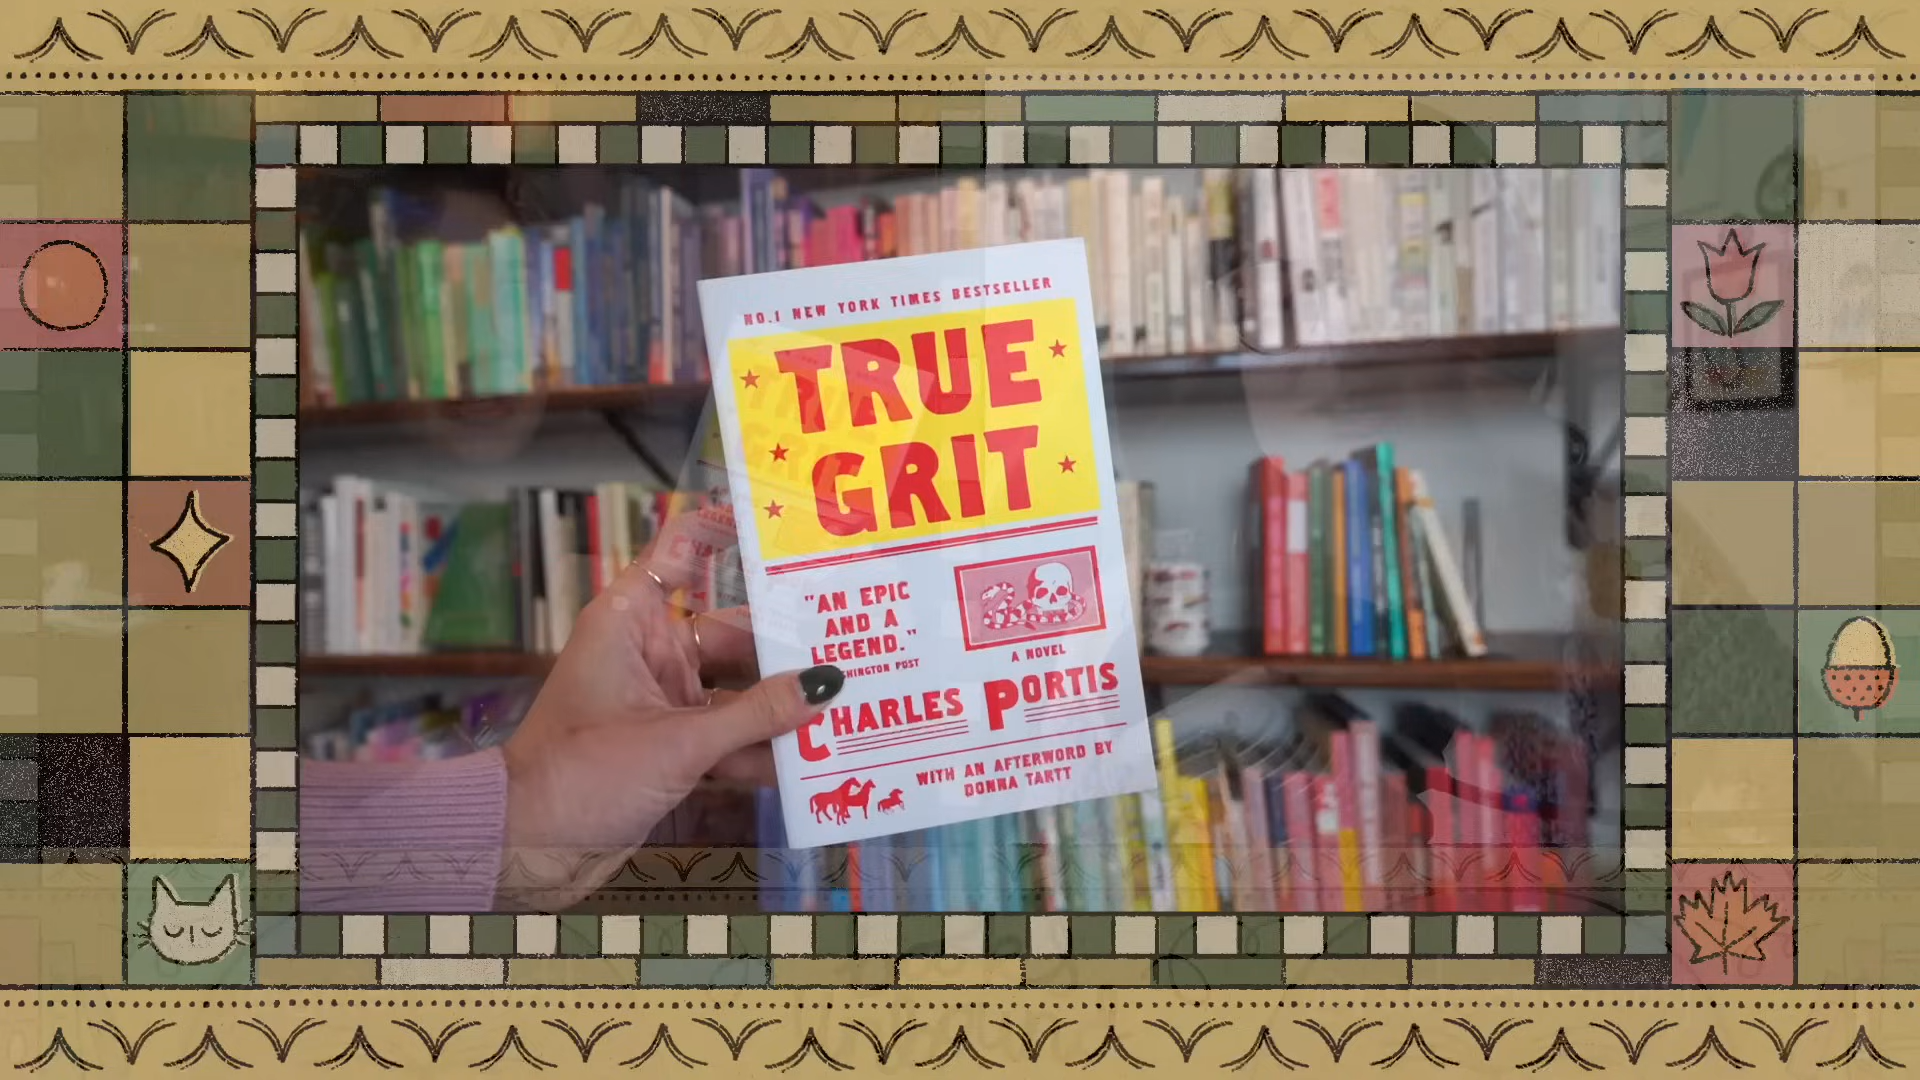 NO.1 NEW YORK TIMES BESTSELLER
TRUE
GRIT
"AN EPIC
AND A
LEGEND."
A NOVEL
CHARLES PORTIS
WITH AN AFTERWORD BY
DONNA TARTT